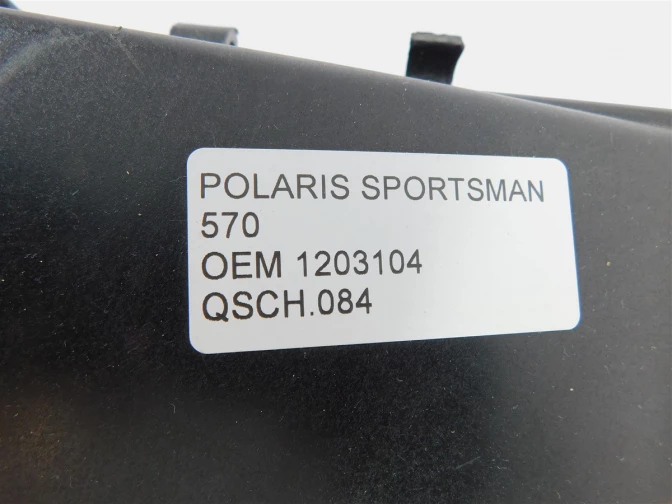 POLARIS SPORTSMAN
570
OEM 1203104
QSCH.084